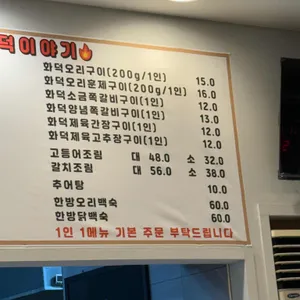 덕이야기
화덕오리구이(200g/1인) 15.0
화덕오리훈제구이(200g/1인) 16.0
화덕소금쪽갈비구이(1인) 12.0
화덕양념쪽갈비구이(1인) 13.0
화덕제육간장구이(1인) 12.0
화덕제육고추장구이(1인) 12.0
고등어조림 대 48.0 소 32.0
갈치조림 대 56.0 소 38.0
추어탕 10.0
한방오리백숙 60.0
한방닭백숙 60.0
1인 1메뉴 기본 주문 부탁드립니다